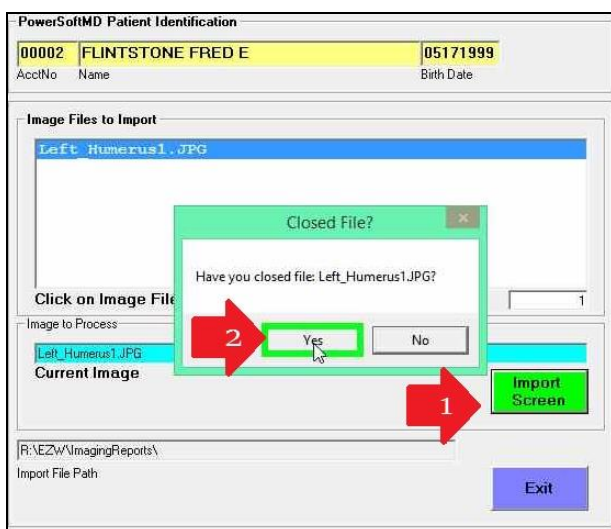 PowerSoftMD Patient Identification
00002 FLINTSTONE FRED E 05171999
AcctNo Name Birth Date
Image Files to Import
Left_Humerus1.JPG
Closed File?
Have you closed file: Left_Humerus1.JPG?
Click on Image File
1
2
Yes
No
Image to Process
Left_Humerus1.JPG
Current Image
1
Import
Screen
R:\EZW\ImagingReports\
Import File Path
Exit